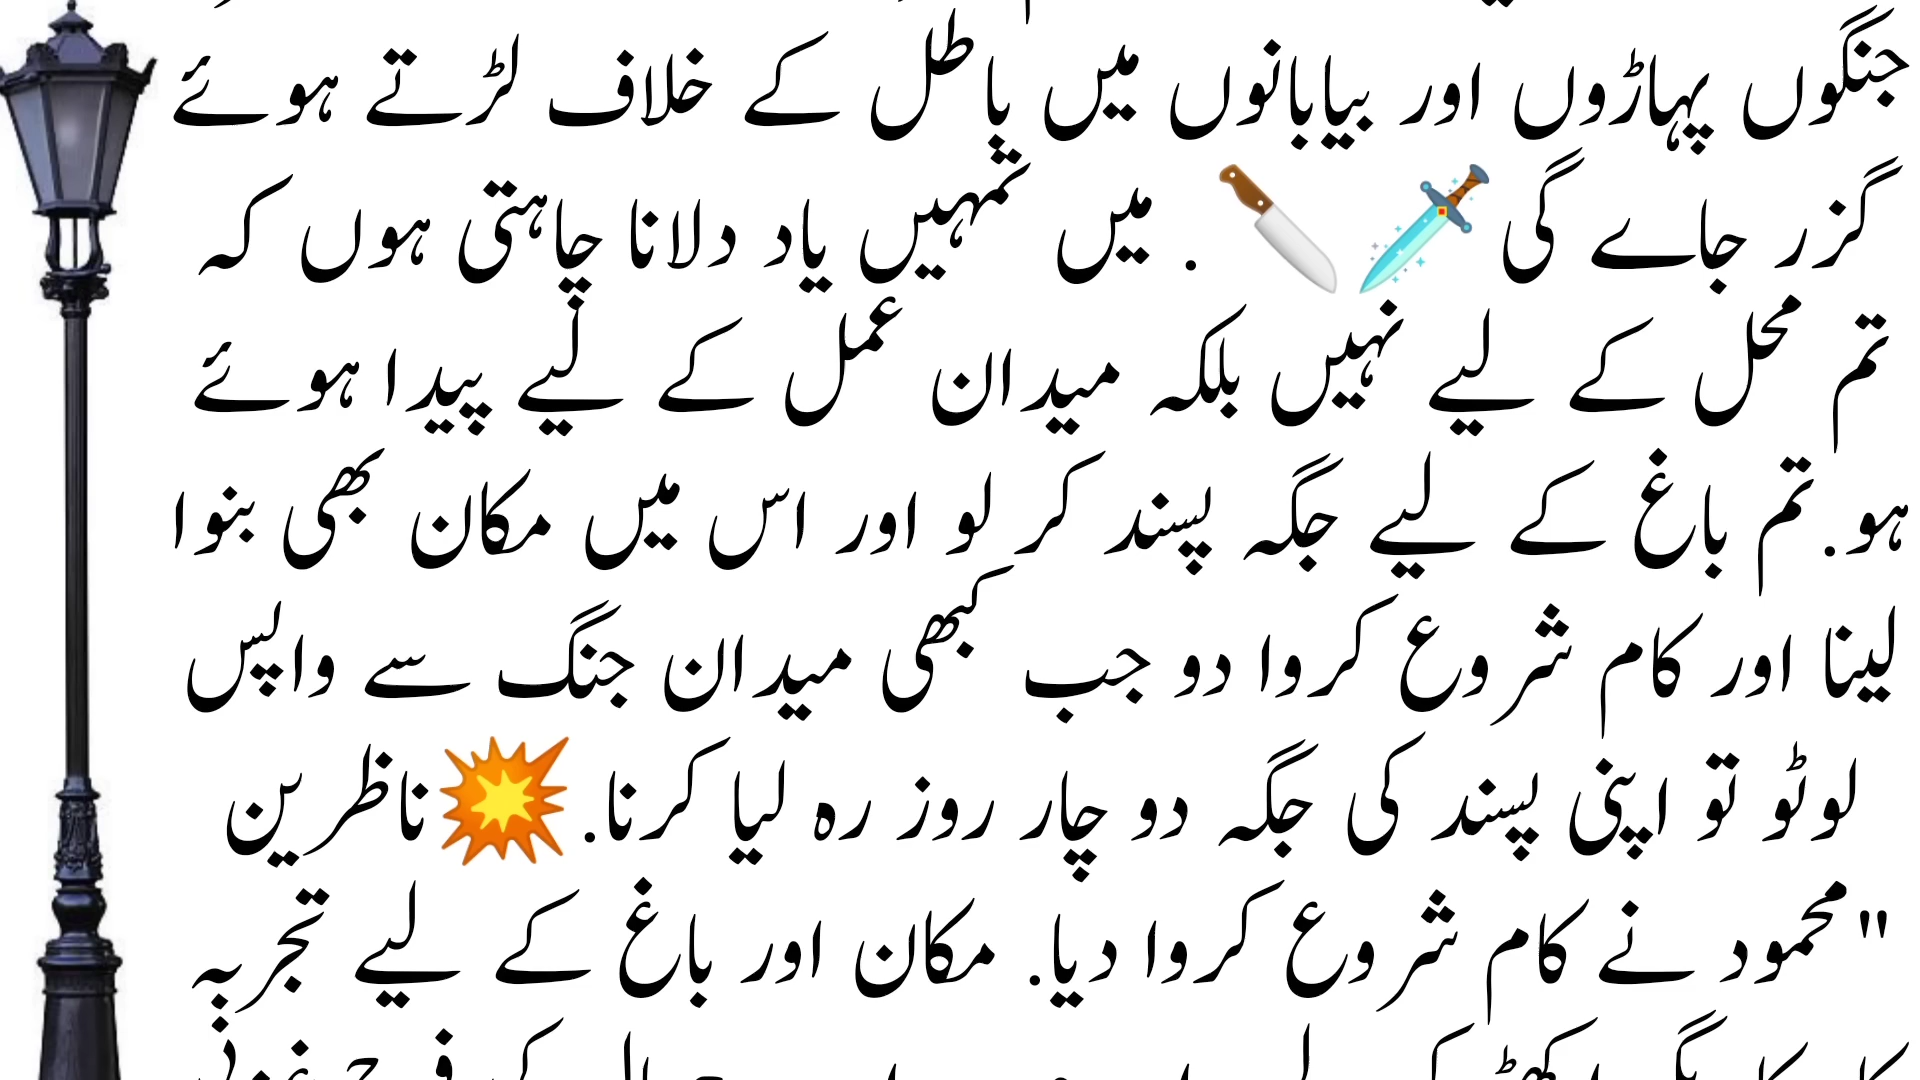 جنگوں پہاڑوں اور بیابانوں میں باطل کے خلاف لڑتے ہوئے
گزر جاے گی 🗡🔪. میں تمہیں یاد دلانا چاہتی ہوں کہ
تم محل کے لیے نہیں بلکہ میدان عمل کے لیے پیدا ہوئے
ہو. تم باغ کے لیے جگہ پسند کر لو اور اس میں مکان بھی بنوا
لینا اور کام شروع کروا دو جب کبھی میدان جنگ سے واپس
لوٹو تو اپنی پسند کی جگہ دو چار روز رہ لیا کرنا.💥ناظرین
"محمود نے کام شروع کروا دیا. مکان اور باغ کے لیے تجربہ